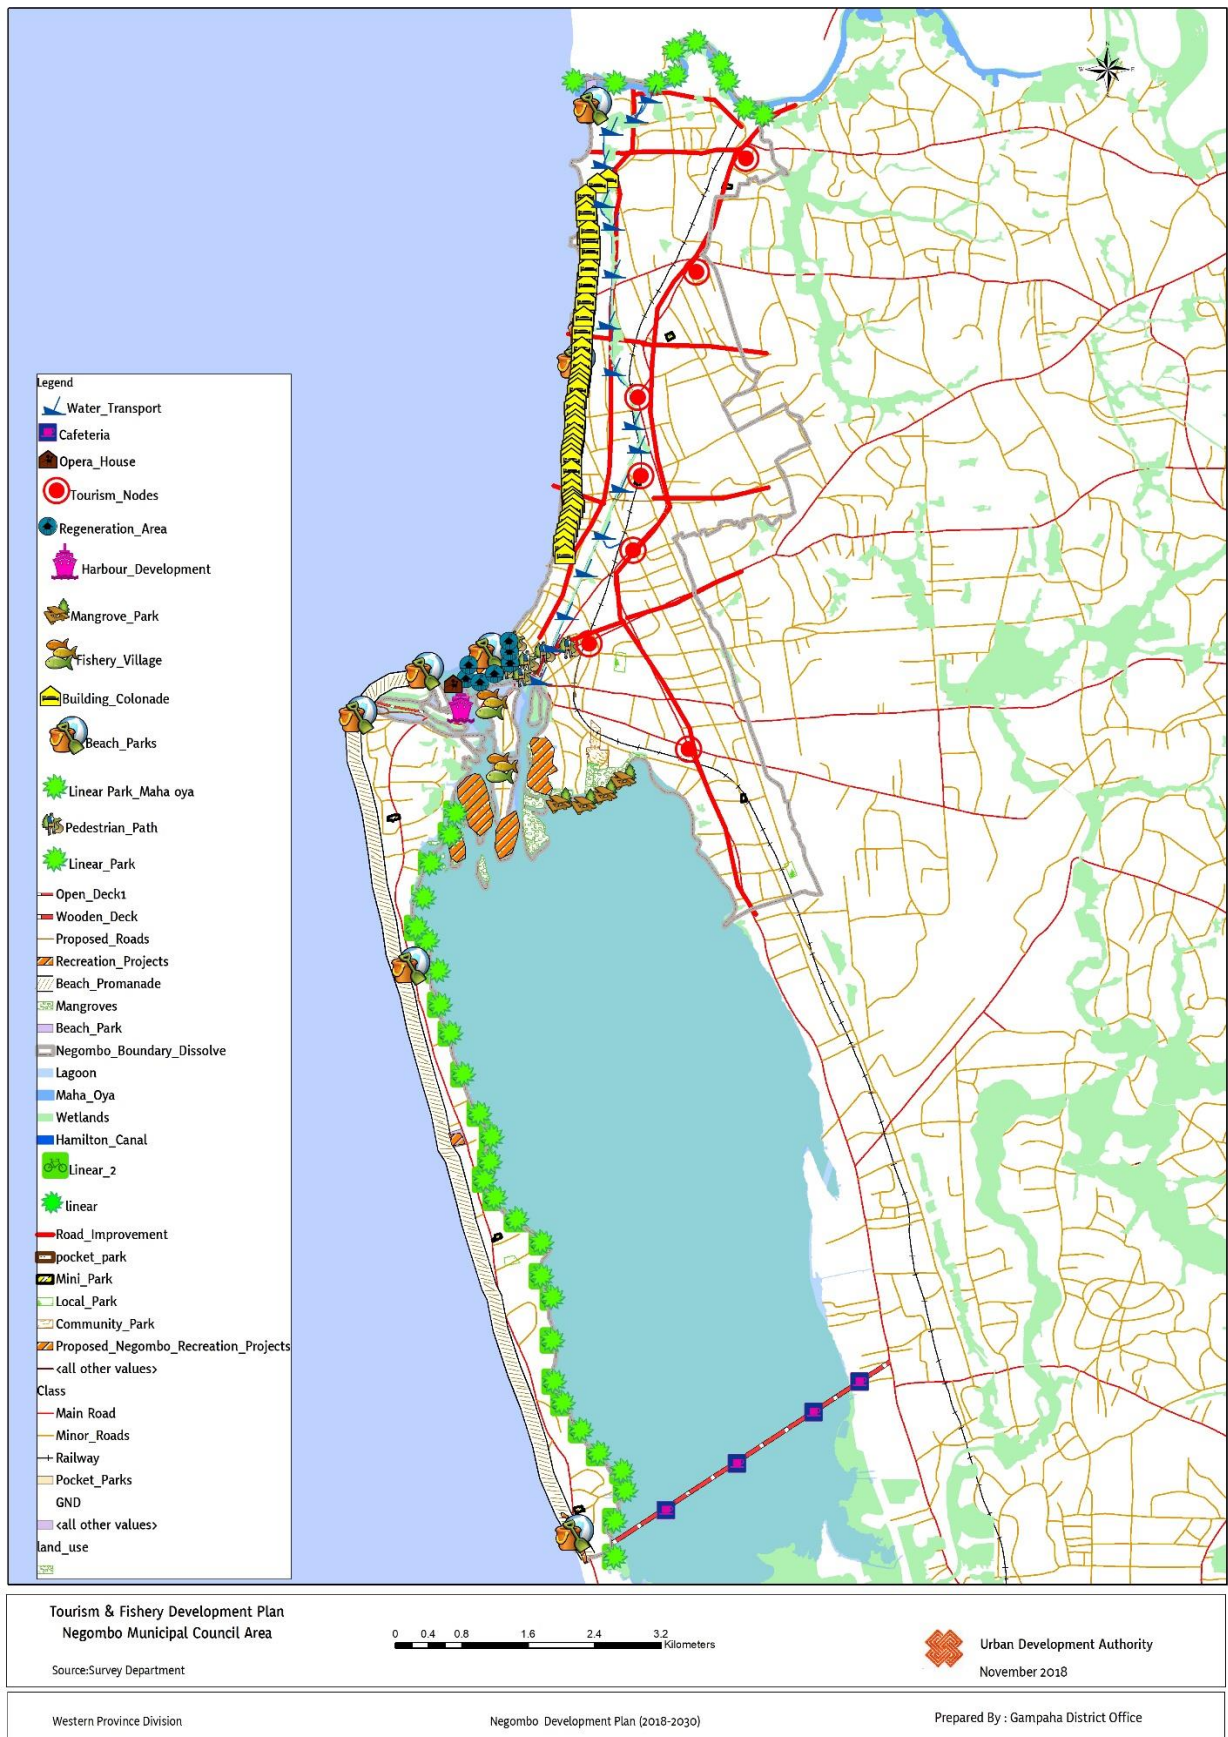 N
W
E
S
Legend
Water_Transport
Cafeteria
Opera_House
Tourism_Nodes
Regeneration_Area
Harbour_Development
Mangrove_Park
Fishery_Village
Building_Colonade
Beach_Parks
Linear Park_Maha oya
Pedestrian_Path
Linear_Park
Open_Deck1
Wooden_Deck
Proposed_Roads
Recreation_Projects
Beach_Promanade
Mangroves
Beach_Park
Negombo_Boundary_Dissolve
Lagoon
Maha_Oya
Wetlands
Hamilton_Canal
Linear_2
linear
Road_Improvement
pocket_park
Mini_Park
Local_Park
Community_Park
Proposed_Negombo_Recreation_Projects
<all other values>
Class
Main Road
Minor_Roads
Railway
Pocket_Parks
GND
<all other values>
land_use
Tourism & Fishery Development Plan
Negombo Municipal Council Area
Source:Survey Department
0 0.4 0.8 1.6 2.4 3.2
Kilometers
Urban Development Authority
November 2018
Western Province Division
Negombo Development Plan (2018-2030)
Prepared By : Gampaha District Office